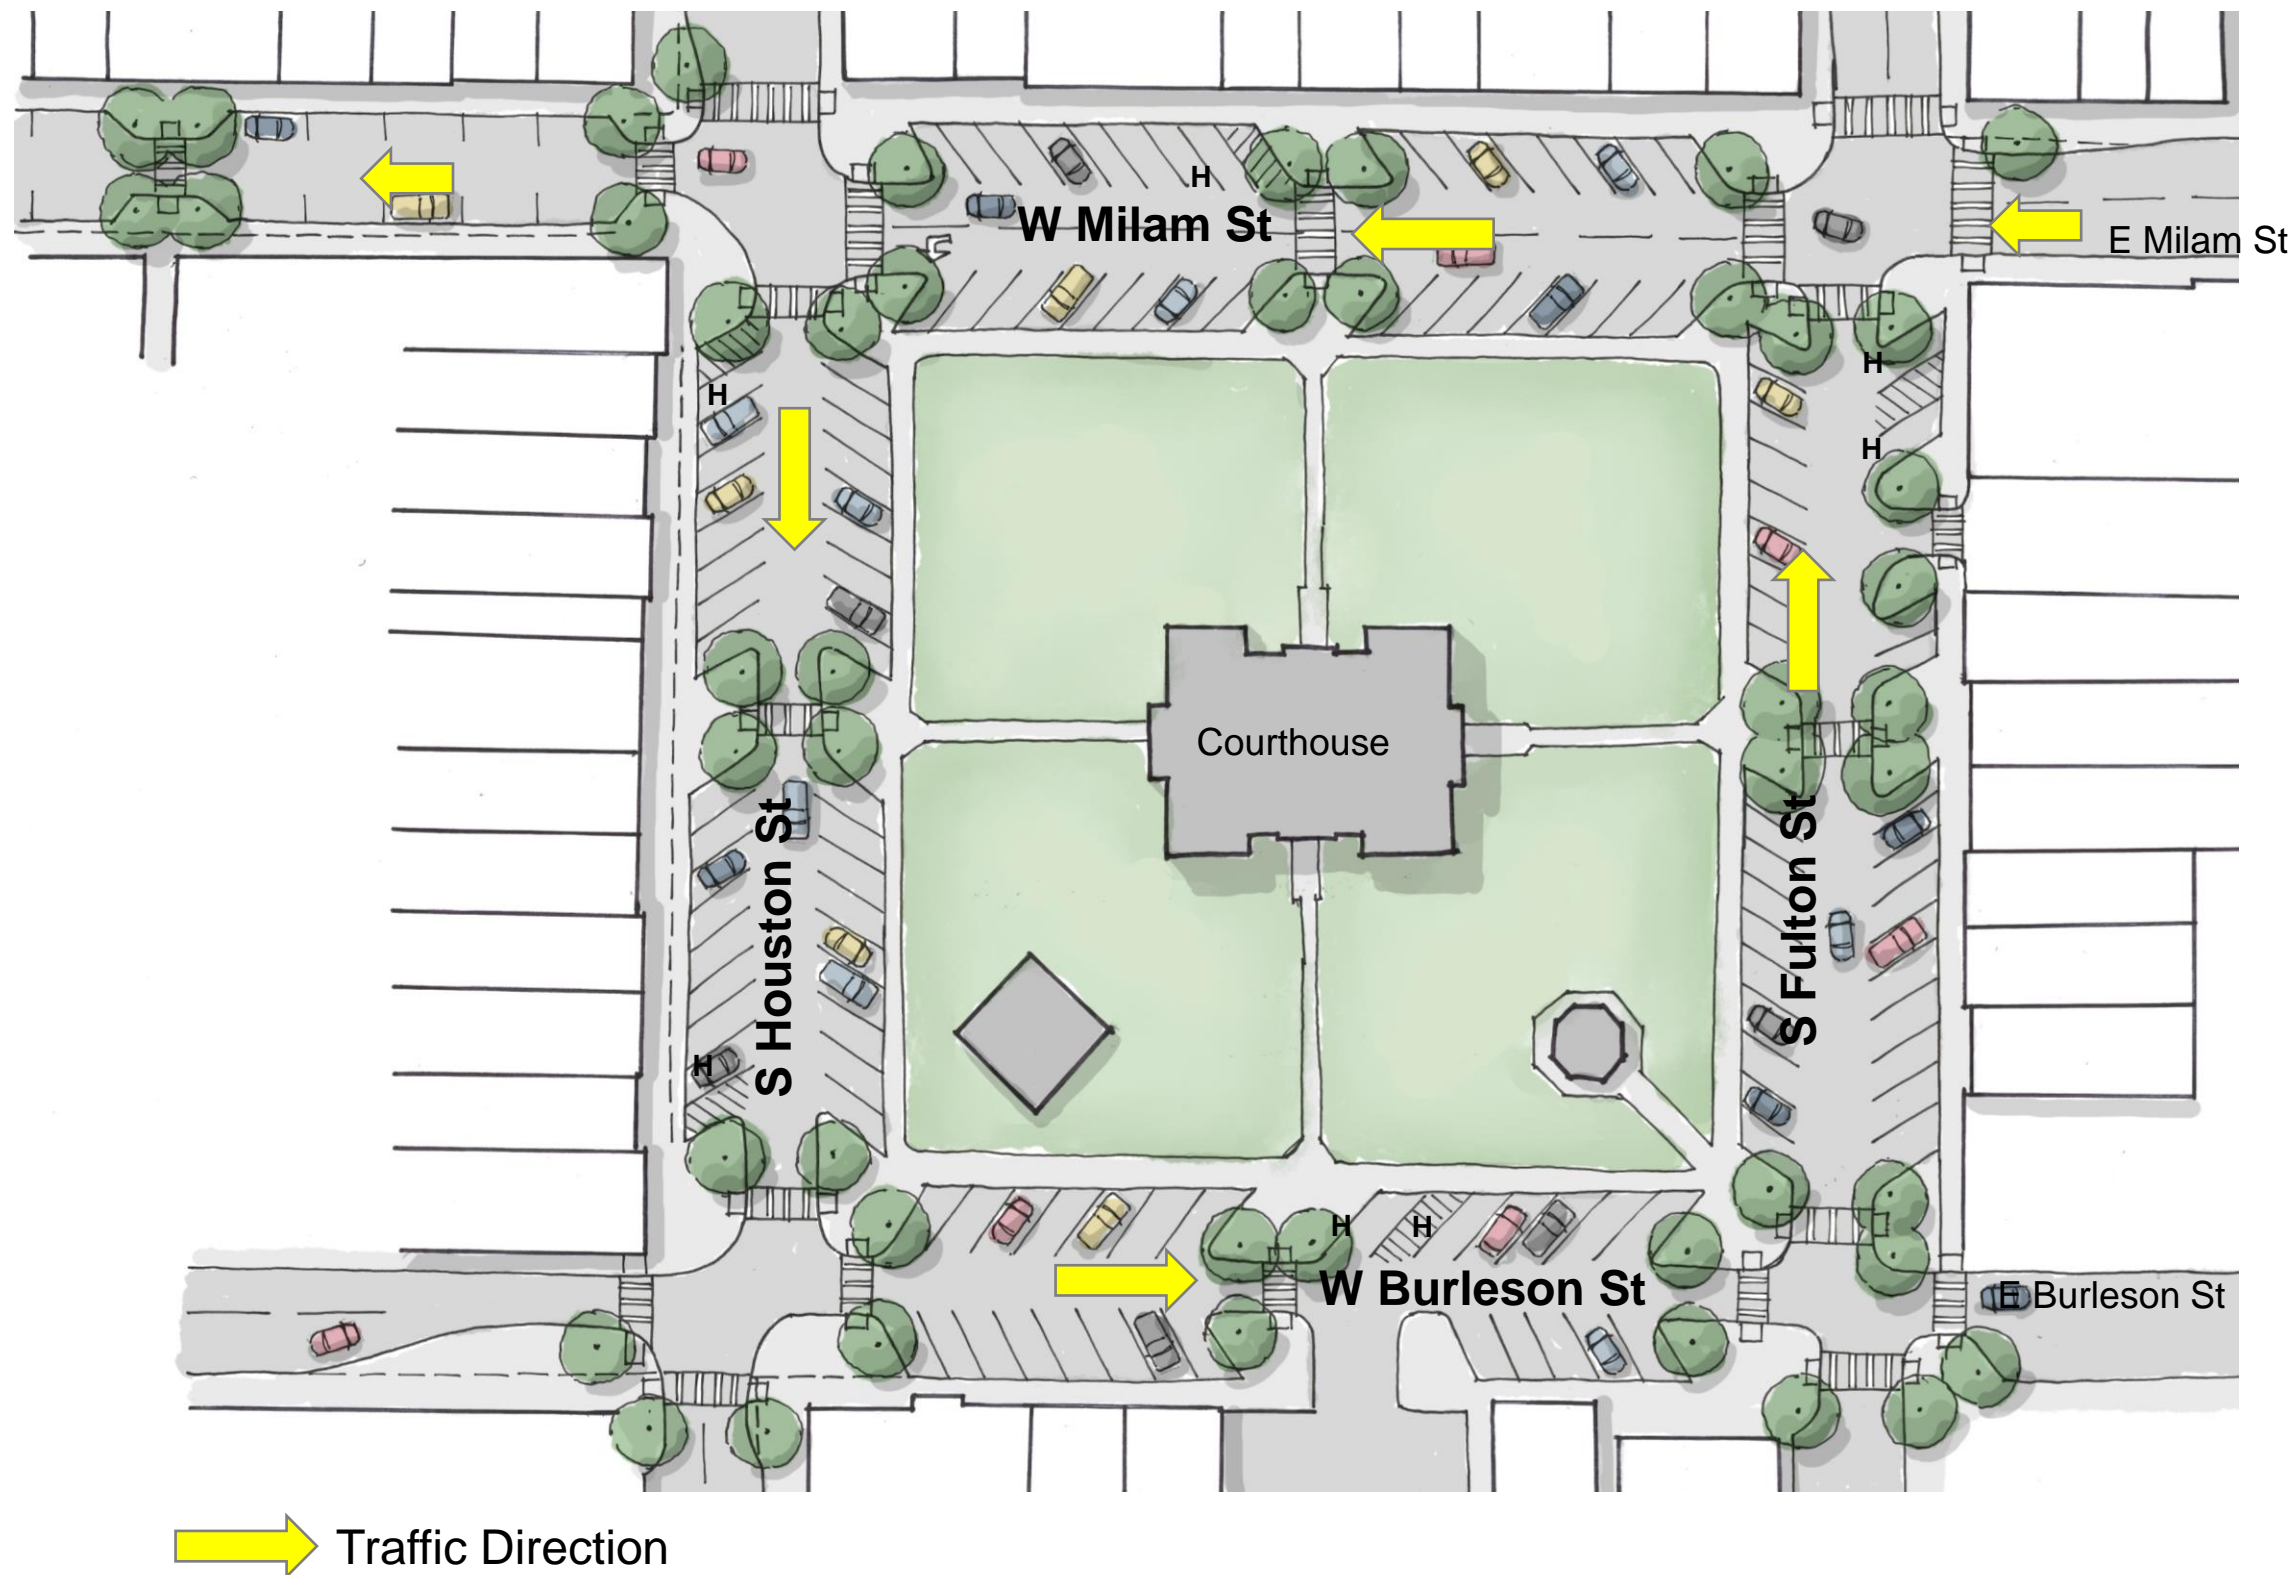 H
W Milam St
E Milam St
H
H
H
Courthouse
S Houston St
S Fulton St
H
H
H
W Burleson St
E Burleson St
Traffic Direction